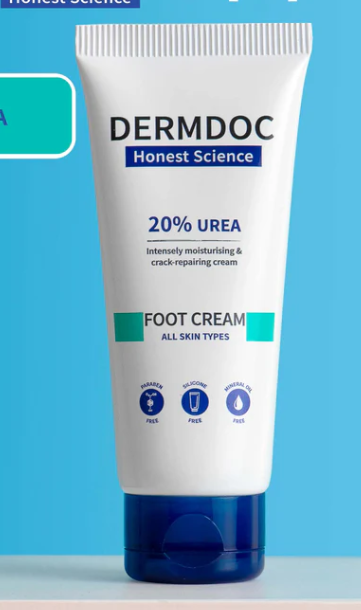 Honest Science
A
DERMDOC
Honest Science
20% UREA
Intensely moisturising &
crack-repairing cream
FOOT CREAM
ALL SKIN TYPES
PARABEN
FREE
SILICONE
FREE
MINERAL OIL
FREE